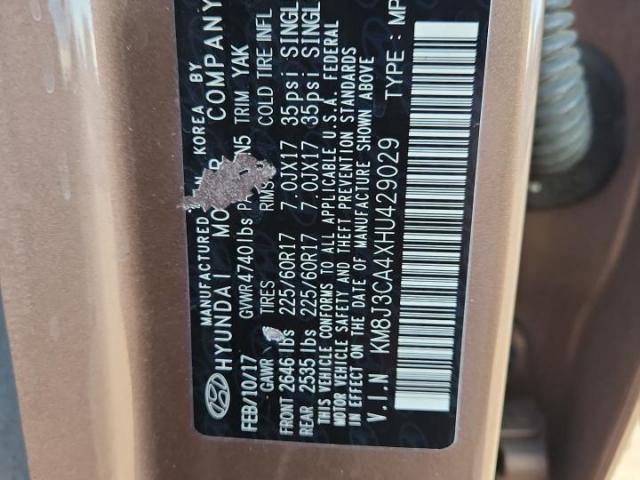 MANUFACTURED KOREA BY
HYUNDAI MO R COMPANY
FEB/10/17 GVWR 4740 lbs N5 TRIM YAK
GAWR TIRES RIMS COLD TIRE INFL
FRONT 2646 lbs 225/60R17 7.0JX17 35psi SINGL
REAR 2535 lbs 225/60R17 7.0JX17 35psi SINGL
THIS VEHICLE CONFORMS TO ALL APPLICABLE U.S.A. FEDERAL
MOTOR VEHICLE SAFETY AND THEFT PREVENTION STANDARDS
IN EFFECT ON THE DATE OF MANUFACTURE SHOWN ABOVE
V.I.N KM8J3CA4XHU429029 TYPE : MP